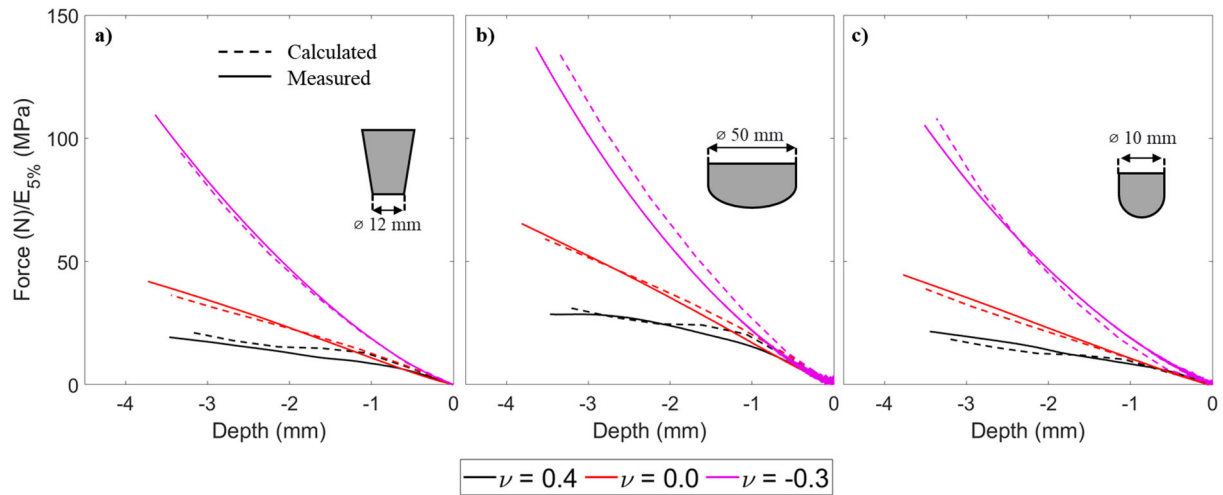 Force (N)/E5% (MPa)
150
100
50
0
a)
Calculated
Measured
⌀ 12 mm
-4 -3 -2 -1 0
Depth (mm)
b)
⌀ 50 mm
-4 -3 -2 -1 0
Depth (mm)
c)
⌀ 10 mm
-4 -3 -2 -1 0
Depth (mm)
ν = 0.4 ν = 0.0 ν = -0.3